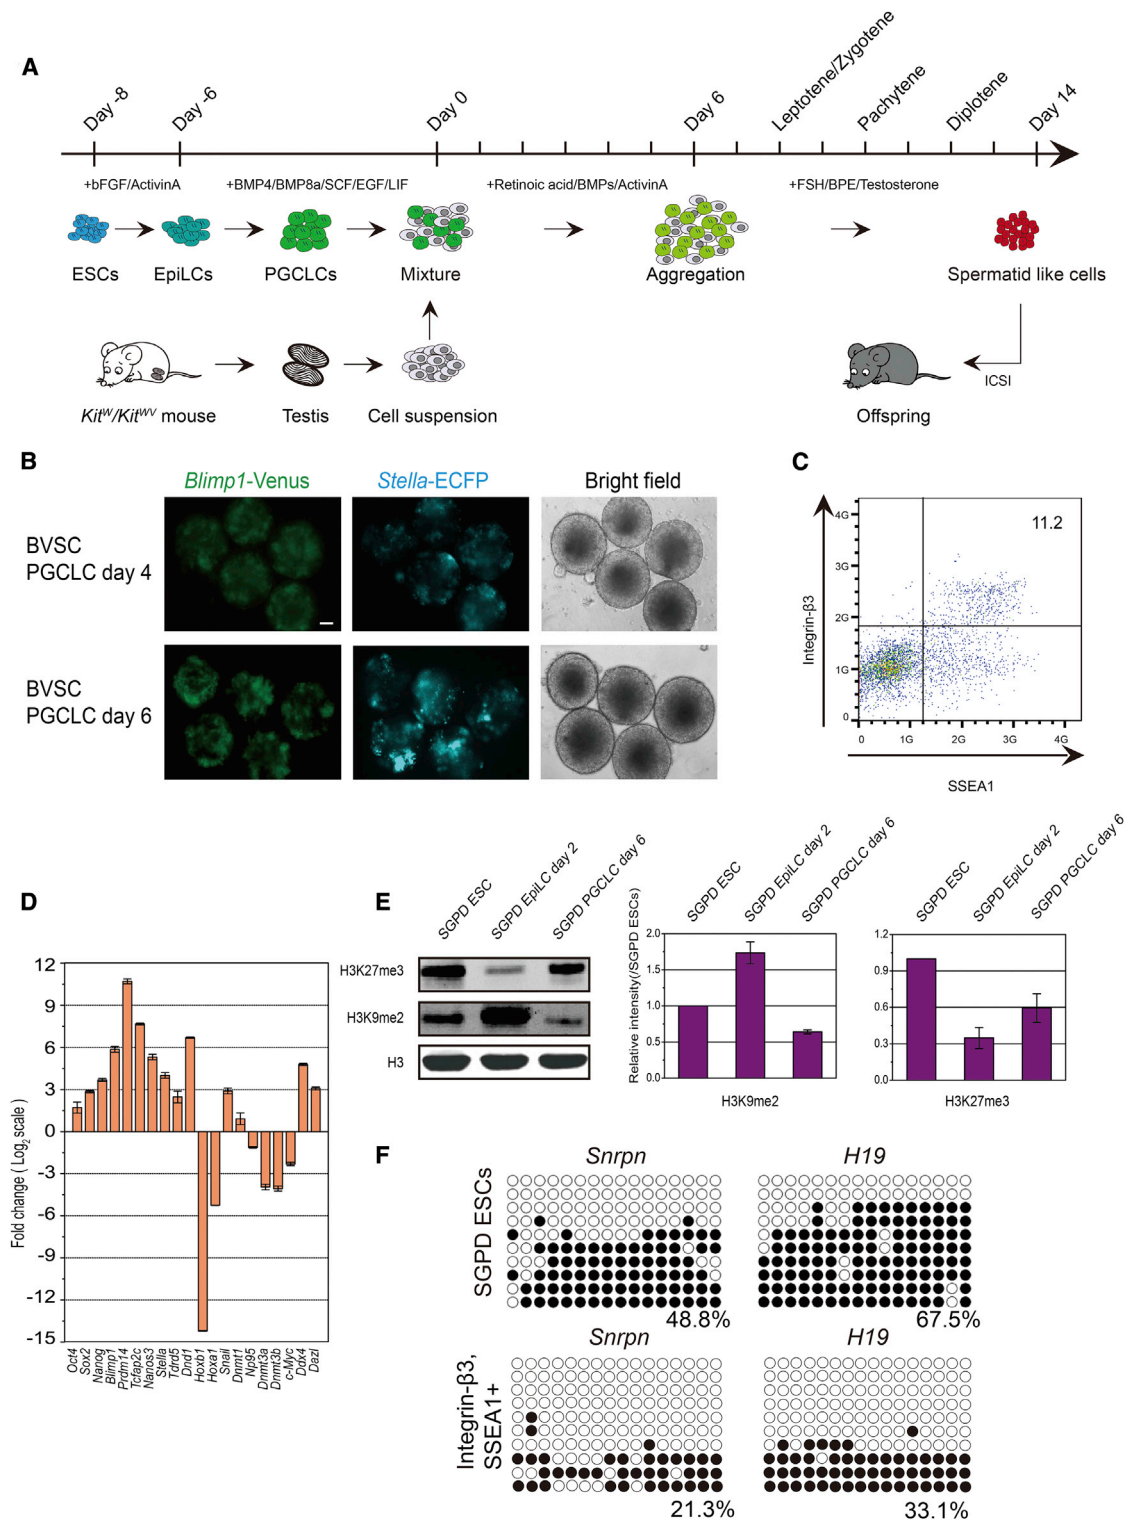 A
Day -8
Day -6
Day 0
Day 6
Leptotene/Zygotene
Pachytene
Diplotene
Day 14
+bFGF/ActivinA
+BMP4/BMP8a/SCF/EGF/LIF
+Retinoic acid/BMPs/ActivinA
+FSH/BPE/Testosterone
ESCs
EpiLCs
PGCLCs
Mixture
Aggregation
Spermatid like cells
ICSI
Kit^W/Kit^WV mouse
Testis
Cell suspension
Offspring
B
Blimp1-Venus
Stella-ECFP
Bright field
BVSC
PGCLC day 4
BVSC
PGCLC day 6
C
11.2
4G
3G
2G
1G
0
Integrin-β3
0 1G 2G 3G 4G
SSEA1
D
12
9
6
3
0
-3
-6
-9
-12
-15
Fold change ( Log2 scale )
Oct4
Sox2
Nanog
Blimp1
Prdm14
Tcfap2c
Nanos3
Stella
Tdrd5
Dnd1
Hoxb1
Hoxa1
Snail
Dnmt1
Np95
Dnmt3a
Dnmt3b
c-Myc
Ddx4
Dazl
E
SGPD ESC
SGPD EpiLC day 2
SGPD PGCLC day 6
H3K27me3
H3K9me2
H3
SGPD ESC
SGPD EpiLC day 2
SGPD PGCLC day 6
Relative intensity(/SGPD ESCs)
2.0
1.5
1.0
0.5
0.0
H3K9me2
SGPD ESC
SGPD EpiLC day 2
SGPD PGCLC day 6
1.2
0.9
0.6
0.3
0.0
H3K27me3
F
Snrpn
H19
SGPD ESCs
48.8%
67.5%
Snrpn
H19
Integrin-β3,
SSEA1+
21.3%
33.1%